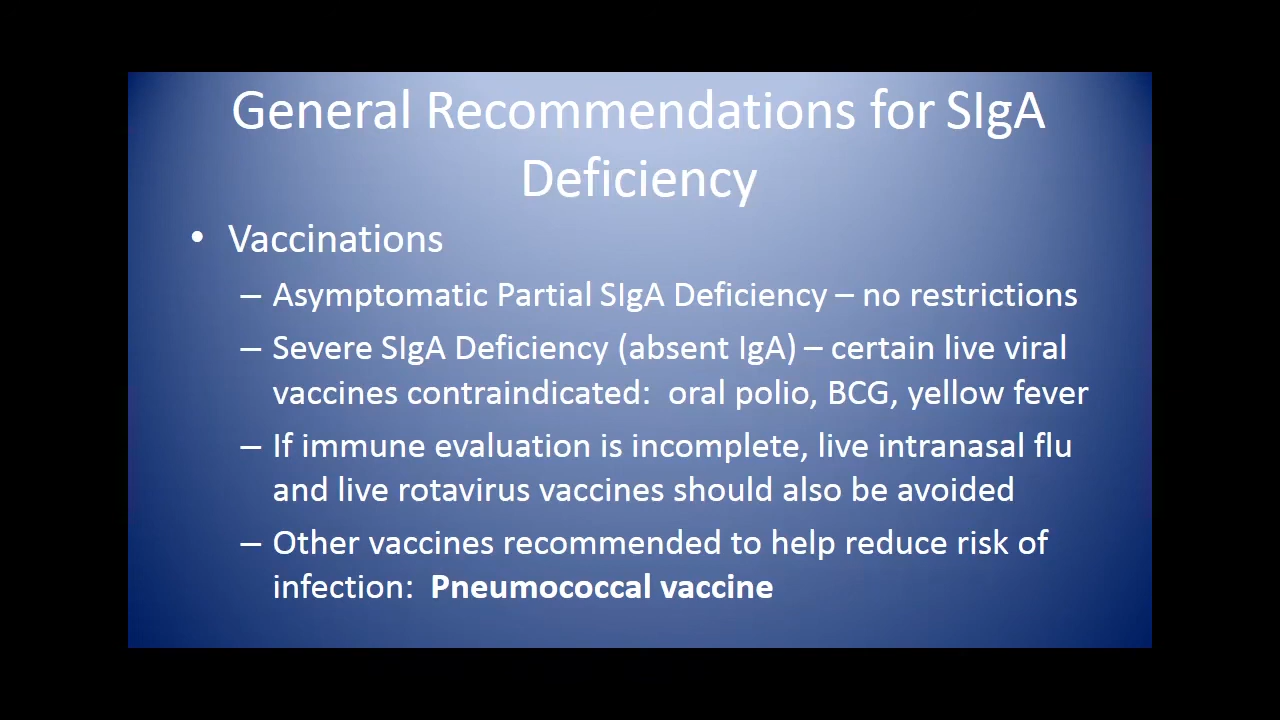 General Recommendations for SIgA
Deficiency
• Vaccinations
– Asymptomatic Partial SIgA Deficiency – no restrictions
– Severe SIgA Deficiency (absent IgA) – certain live viral
vaccines contraindicated:  oral polio, BCG, yellow fever
– If immune evaluation is incomplete, live intranasal flu
and live rotavirus vaccines should also be avoided
– Other vaccines recommended to help reduce risk of
infection:  Pneumococcal vaccine